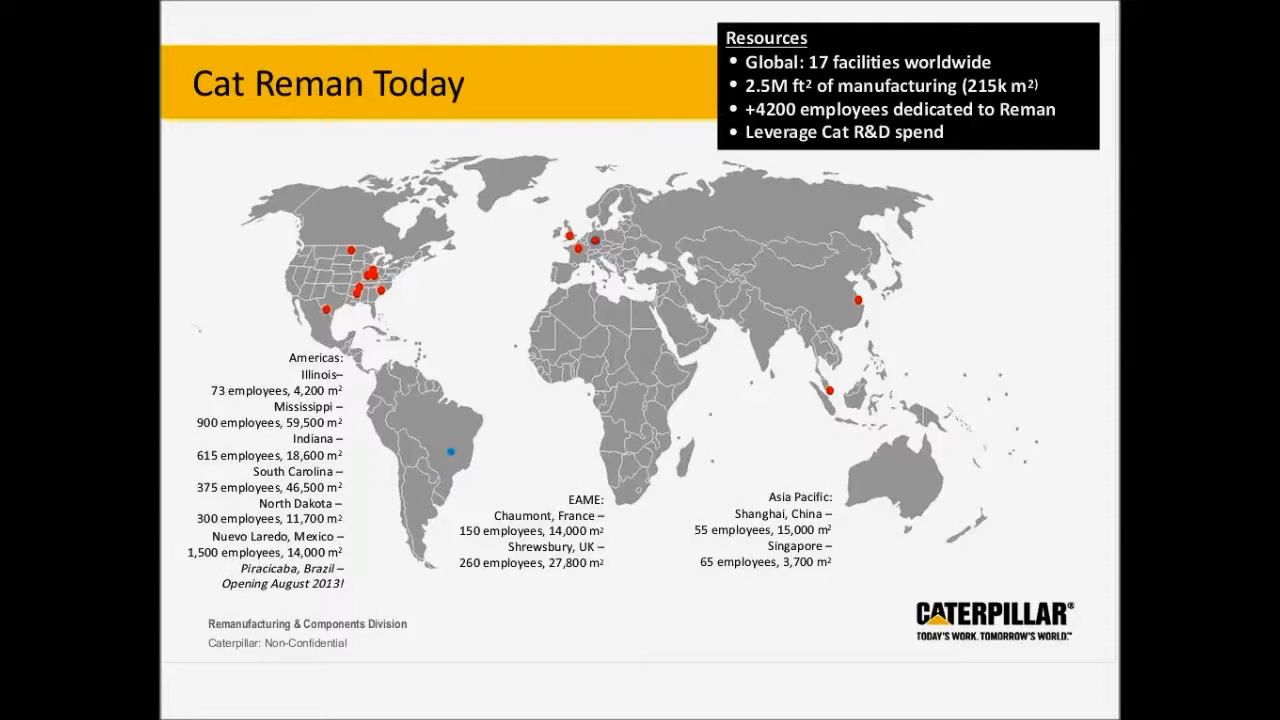 Cat Reman Today
Resources
• Global: 17 facilities worldwide
• 2.5M ft² of manufacturing (215k m²)
• +4200 employees dedicated to Reman
• Leverage Cat R&D spend
Americas:
Illinois–
73 employees, 4,200 m²
Mississippi –
900 employees, 59,500 m²
Indiana –
615 employees, 18,600 m²
South Carolina –
375 employees, 46,500 m²
North Dakota –
300 employees, 11,700 m²
Nuevo Laredo, Mexico –
1,500 employees, 14,000 m²
Piracicaba, Brazil –
Opening August 2013!
EAME:
Chaumont, France –
150 employees, 14,000 m²
Shrewsbury, UK –
260 employees, 27,800 m²
Asia Pacific:
Shanghai, China –
55 employees, 15,000 m²
Singapore –
65 employees, 3,700 m²
Remanufacturing & Components Division
Caterpillar: Non-Confidential
CATERPILLAR®
TODAY'S WORK. TOMORROW'S WORLD.™